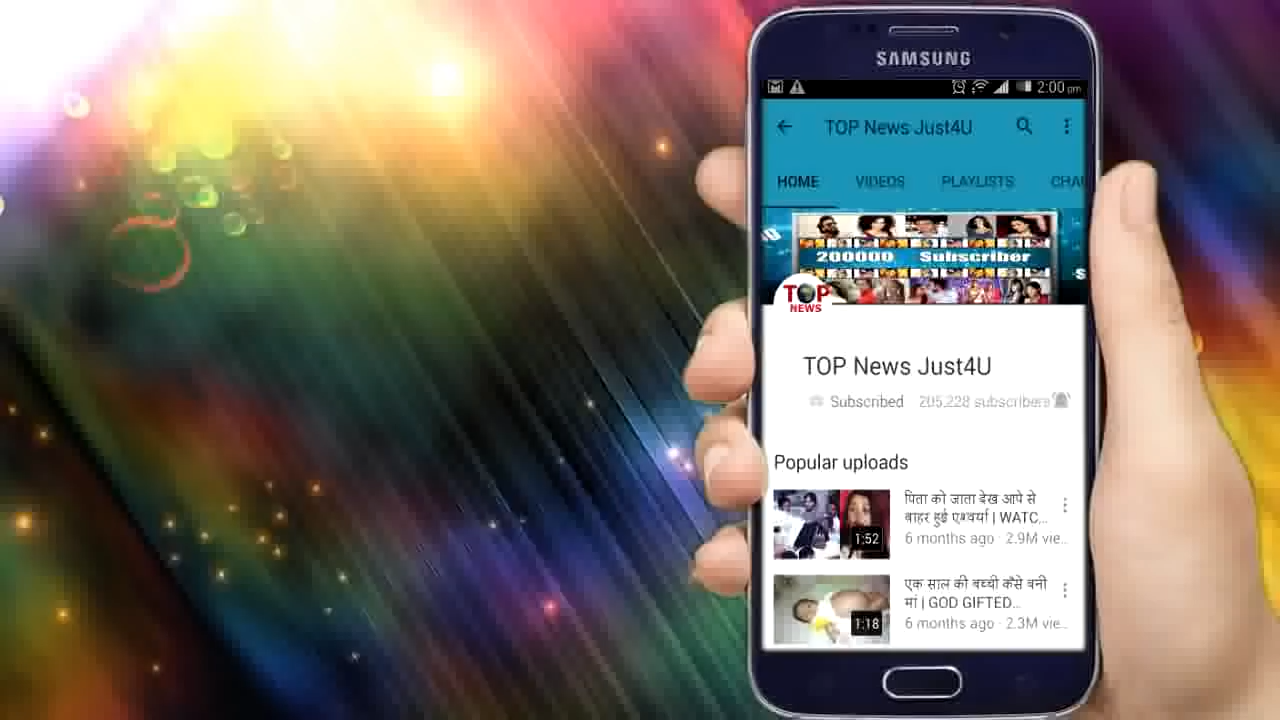 SAMSUNG
2:00 pm
TOP News Just4U
HOME VIDEOS PLAYLISTS CHA
200000 Subscriber
TOP
NEWS
TOP News Just4U
Subscribed 205,228 subscribers
Popular uploads
पिता को जाता देख आपे से
बाहर हुई एश्वर्या | WATC...
6 months ago · 2.9M vie..
1:52
एक साल की बच्ची कैसे बनी
मां | GOD GIFTED...
6 months ago · 2.3M vie..
1:18